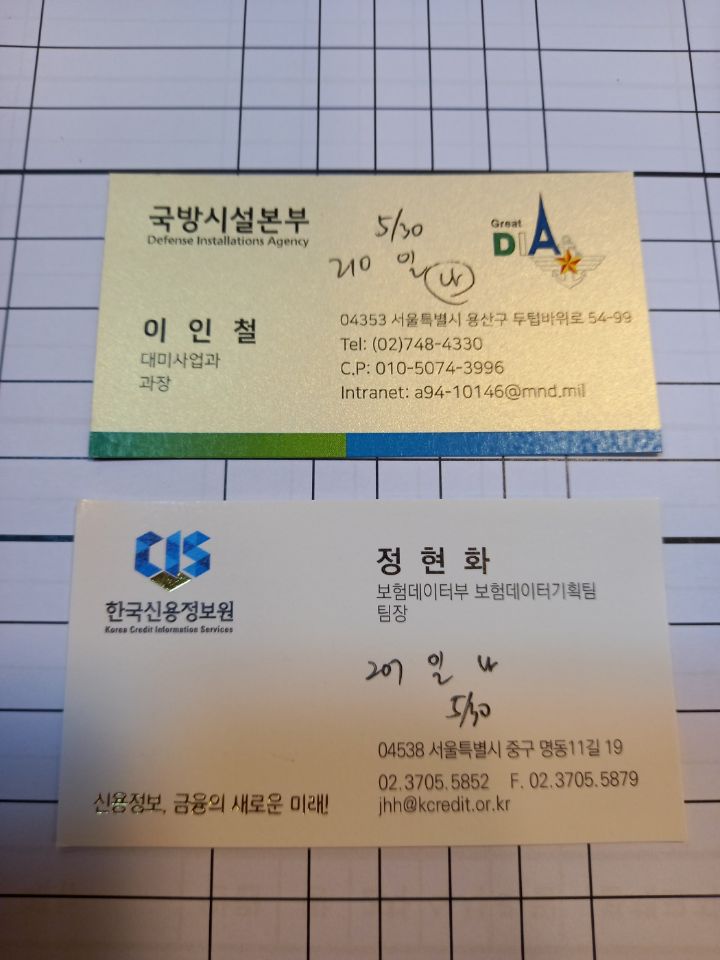 국방시설본부
Defense Installations Agency
5/30
210 일 나
Great
DIA
이 인 철
대미사업과
과장
04353 서울특별시 용산구 두텁바위로 54-99
Tel: (02)748-4330
C.P: 010-5074-3996
Intranet: a94-10146@mnd.mil
CIS
한국신용정보원
Korea Credit Information Services
정 현 화
보험데이터부 보험데이터기획팀
팀장
209 일 나
5/30
04538 서울특별시 중구 명동11길 19
02.3705.5852 F. 02.3705.5879
jhh@kcredit.or.kr
신용정보, 금융의 새로운 미래!